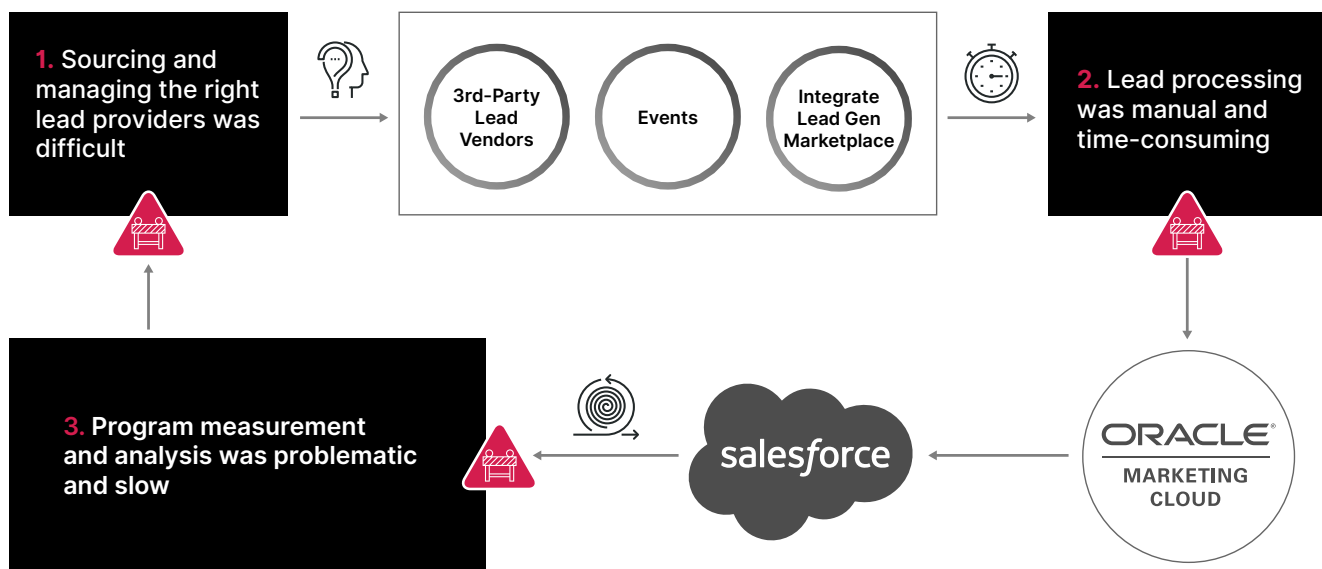 1. Sourcing and
managing the right
lead providers was
difficult
3rd-Party
Lead
Vendors
Events
Integrate
Lead Gen
Marketplace
2. Lead processing
was manual and
time-consuming
3. Program measurement
and analysis was problematic
and slow
salesforce
ORACLE®
MARKETING
CLOUD